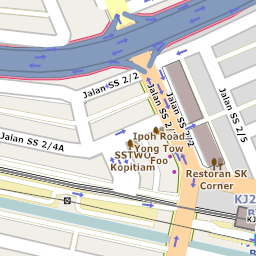 Jalan SS 2/2
Jalan SS 2/2
Jalan SS 2/2
Jalan SS 2/5
Jalan SS 2/4A
Ipoh Road
Yong Tow
Foo
SSTWO
Kopitiam
Restoran SK
Corner
KJ2